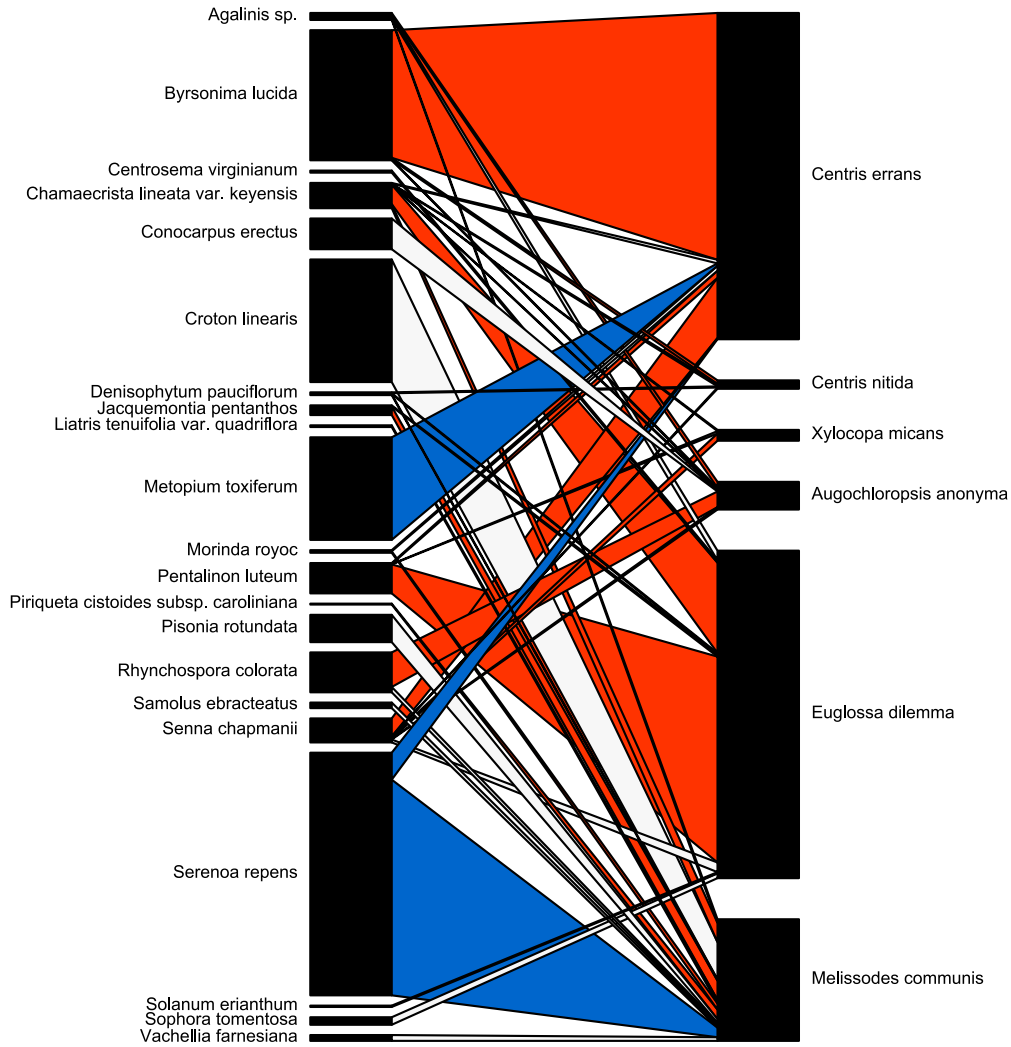 Agalinis sp.
Byrsonima lucida
Centrosema virginianum
Chamaecrista lineata var. keyensis
Conocarpus erectus
Croton linearis
Denisophytum pauciflorum
Jacquemontia pentanthos
Liatris tenuifolia var. quadriflora
Metopium toxiferum
Morinda royoc
Pentalinon luteum
Piriqueta cistoides subsp. caroliniana
Pisonia rotundata
Rhynchospora colorata
Samolus ebracteatus
Senna chapmanii
Serenoa repens
Solanum erianthum
Sophora tomentosa
Vachellia farnesiana
Centris errans
Centris nitida
Xylocopa micans
Augochloropsis anonyma
Euglossa dilemma
Melissodes communis